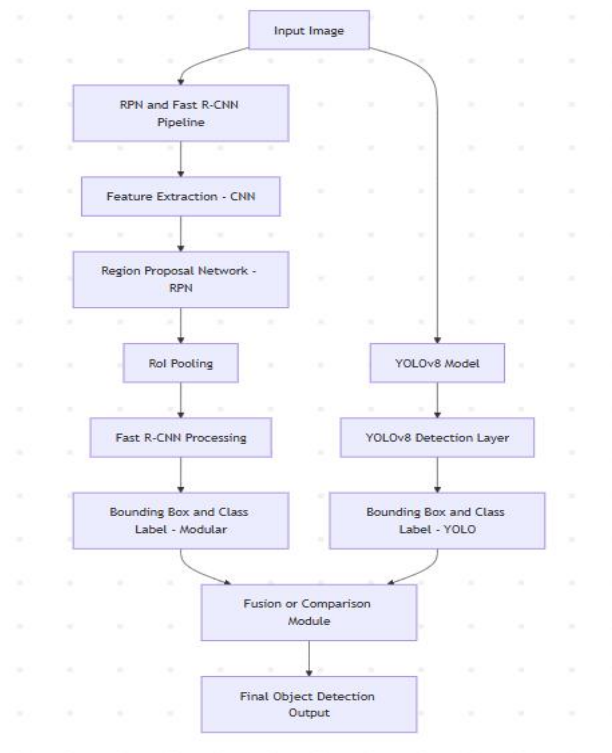 Input Image
RPN and Fast R-CNN
Pipeline
Feature Extraction - CNN
Region Proposal Network -
RPN
RoI Pooling
YOLOv8 Model
Fast R-CNN Processing
YOLOv8 Detection Layer
Bounding Box and Class
Label - Modular
Bounding Box and Class
Label - YOLO
Fusion or Comparison
Module
Final Object Detection
Output